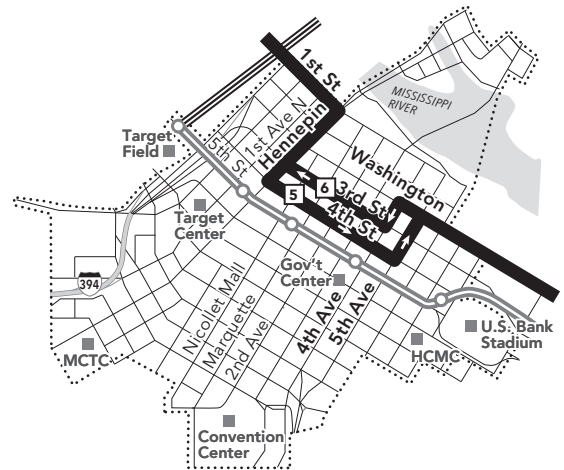 1st St
MISSISSIPPI
RIVER
5th St
1st Ave N
Hennepin
Target
Field
Washington
6
5
3rd St
4th St
Target
Center
Gov't
Center
394
Nicollet Mall
Marquette
2nd Ave
4th Ave
5th Ave
U.S. Bank
Stadium
HCMC
MCTC
Convention
Center